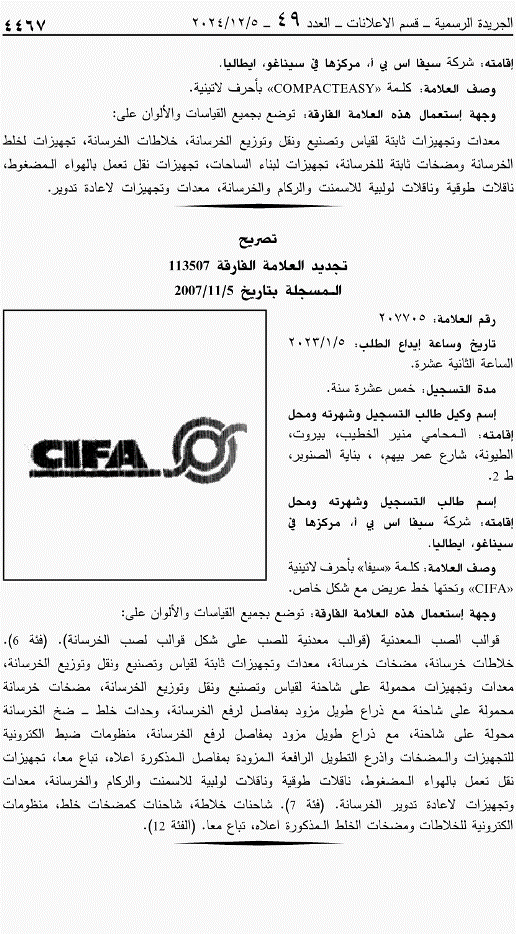 الجريدة الرسمية ــ قسم الاعلانات ــ العدد ٤٩ ــ ٢٠٢٤/١٢/٥
٤٤٦٧
إقامته: شركة سيفا اس بي أ، مركزها في سيناغو، ايطاليا.
وصف العلامة: كلمة «COMPACTEASY» بأحرف لاتينية.
وجهة إستعمال هذه العلامة الفارقة: توضع بجميع القياسات والألوان على:
معدات وتجهيزات ثابتة لقياس وتصنيع ونقل وتوزيع الخرسانة، خلاطات الخرسانة، تجهيزات لخلط
الخرسانة ومضخات ثابتة للخرسانة، تجهيزات لبناء الساحات، تجهيزات نقل تعمل بالهواء المضغوط،
ناقلات طوقية وناقلات لولبية للاسمنت والركام والخرسانة، معدات وتجهيزات لاعادة تدوير.
تصريح
تجديد العلامة الفارقة 113507
المسجلة بتاريخ 2007/11/5
رقم العلامة: ٢٠٧٧٠٥
تاريخ وساعة إيداع الطلب: ٢٠٢٣/١/٥
الساعة الثانية عشرة.
مدة التسجيل: خمس عشرة سنة.
إسم وكيل طالب التسجيل وشهرته ومحل
إقامته: المحامي منير الخطيب، بيروت،
الطيونة، شارع عمر بيهم، ، بناية الصنوبر،
ط 2.
إسم طالب التسجيل وشهرته ومحل
إقامته: شركة سيفا اس بي أ، مركزها في
سيناغو، ايطاليا.
وصف العلامة: كلمة «سيفا» بأحرف لاتينية
«CIFA» وتحتها خط عريض مع شكل خاص.
CIFA
وجهة إستعمال هذه العلامة الفارقة: توضع بجميع القياسات والألوان على:
قوالب الصب المعدنية (قوالب معدنية للصب على شكل قوالب لصب الخرسانة). (فئة 6).
خلاطات خرسانة، مضخات خرسانة، معدات وتجهيزات ثابتة لقياس وتصنيع ونقل وتوزيع الخرسانة،
معدات وتجهيزات محمولة على شاحنة لقياس وتصنيع ونقل وتوزيع الخرسانة، مضخات خرسانة
محمولة على شاحنة مع ذراع طويل مزود بمفاصل لرفع الخرسانة، وحدات خلط ــ ضخ الخرسانة
محولة على شاحنة، مع ذراع طويل مزود بمفاصل لرفع الخرسانة، منظومات ضبط الكترونية
للتجهيزات والمضخات واذرع التطويل الرافعة المزودة بمفاصل المذكورة اعلاه، تباع معا، تجهيزات
نقل تعمل بالهواء المضغوط، ناقلات طوقية وناقلات لولبية للاسمنت والركام والخرسانة، معدات
وتجهيزات لاعادة تدوير الخرسانة. (فئة 7). شاحنات خلاطة، شاحنات كمضخات خلط، منظومات
الكترونية للخلاطات ومضخات الخلط المذكورة اعلاه، تباع معا. (الفئة 12).